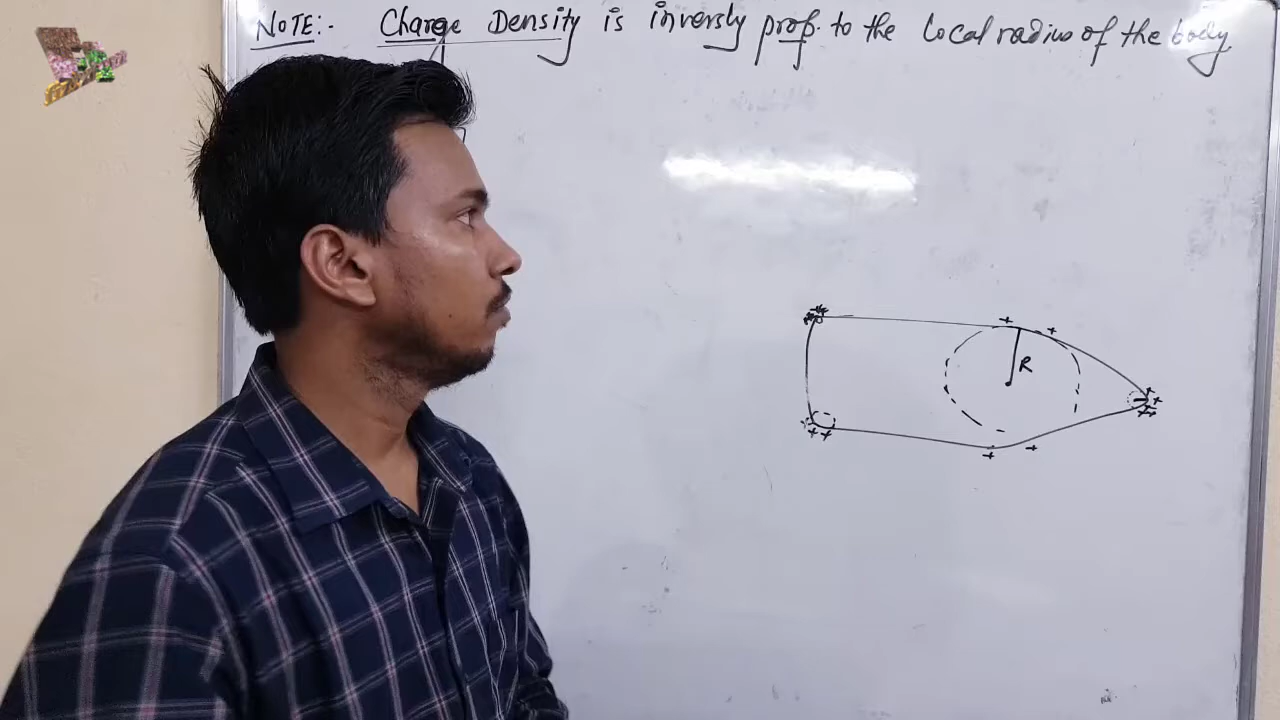 NOTE:- Charge Density is inversly prop. to the Local radius of the body
R